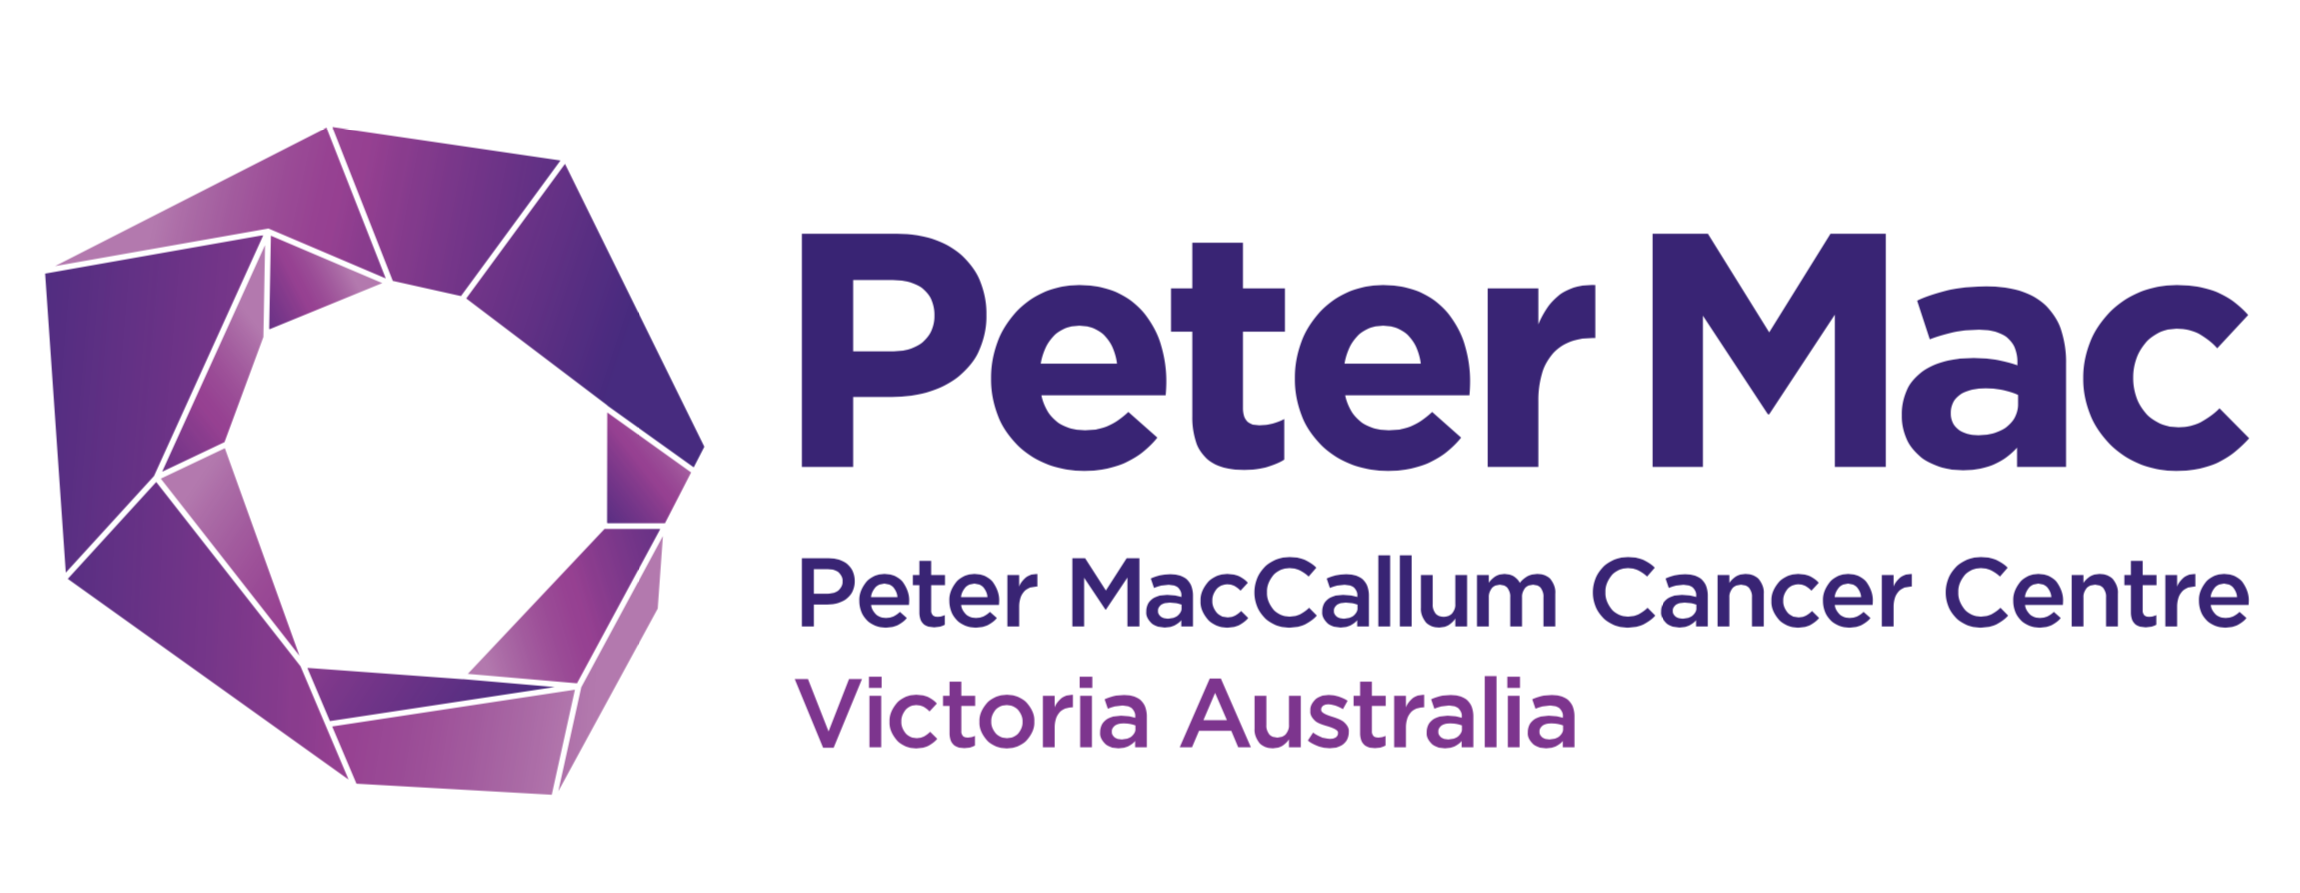 Peter Mac
Peter MacCallum Cancer Centre
Victoria Australia